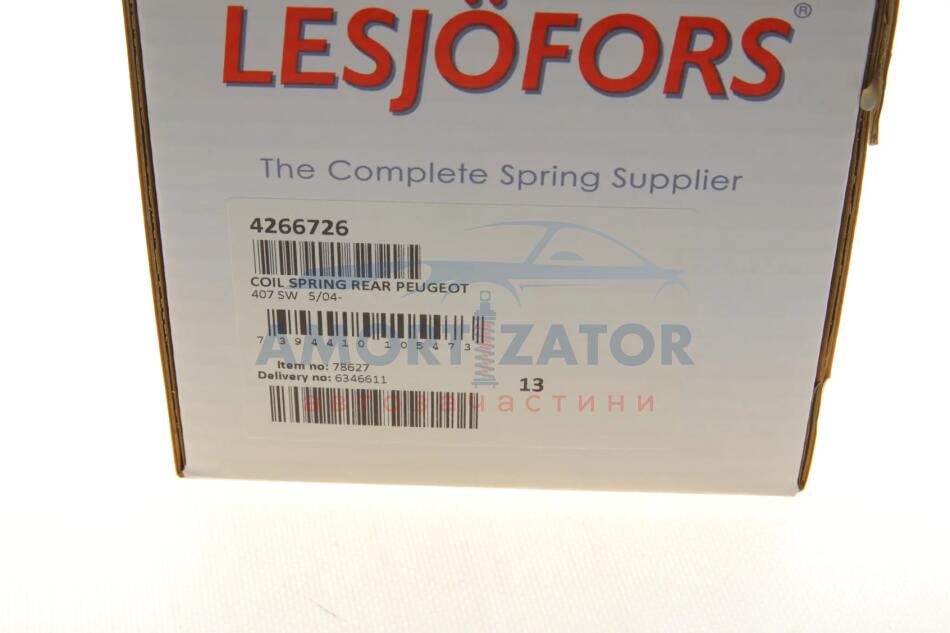 LESJÖFORS®
The Complete Spring Supplier
4266726
COIL SPRING REAR PEUGEOT
407 SW 5/04-
7 394410 105473
AMORTIZATOR
Item no: 78627
Delivery no: 6346611
13
автозачастини